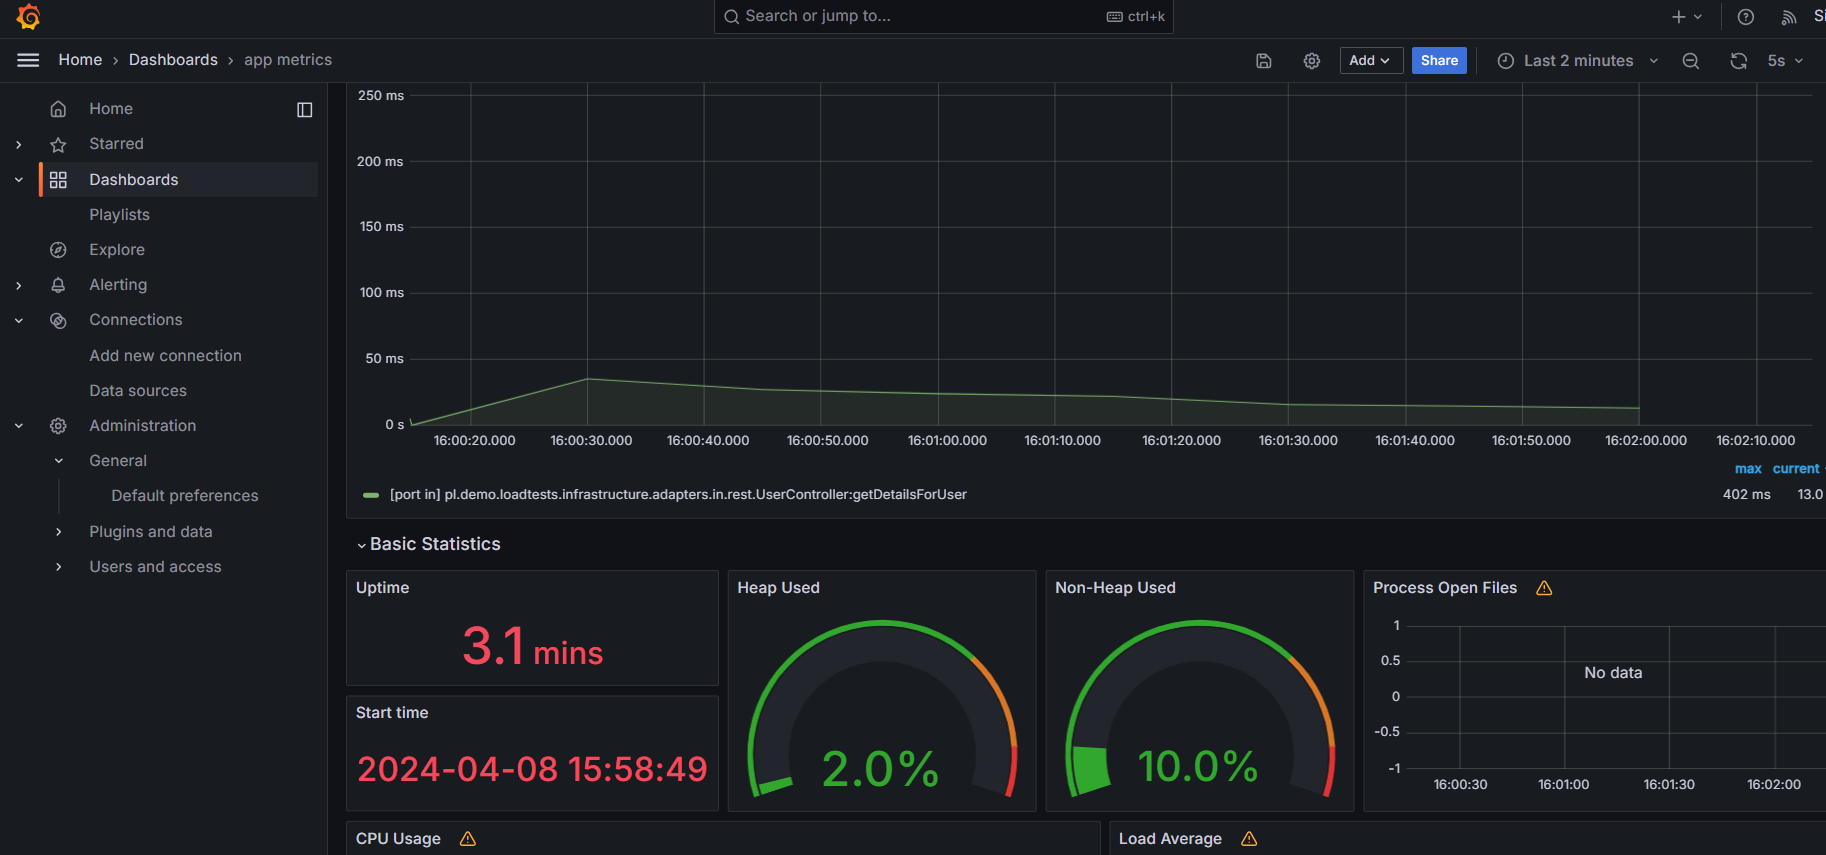 Search or jump to... ctrl+k
Home › Dashboards › app metrics
Add
Share
Last 2 minutes
5s
Home
Starred
Dashboards
Playlists
Explore
Alerting
Connections
Add new connection
Data sources
Administration
General
Default preferences
Plugins and data
Users and access
250 ms
200 ms
150 ms
100 ms
50 ms
0 s
16:00:20.000 16:00:30.000 16:00:40.000 16:00:50.000 16:01:00.000 16:01:10.000 16:01:20.000 16:01:30.000 16:01:40.000 16:01:50.000 16:02:00.000 16:02:10.000
max current
[port in] pl.demo.loadtests.infrastructure.adapters.in.rest.UserController:getDetailsForUser 402 ms 13.0
Basic Statistics
Uptime
3.1 mins
Start time
2024-04-08 15:58:49
Heap Used
2.0%
Non-Heap Used
10.0%
Process Open Files
1
0.5
0
-0.5
-1
No data
16:00:30 16:01:00 16:01:30 16:02:00
CPU Usage
Load Average